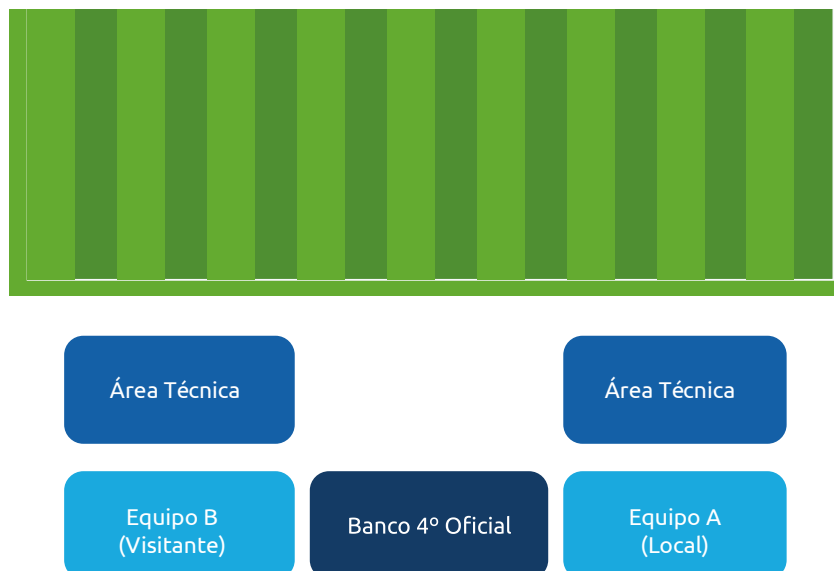 Área Técnica
Área Técnica
Equipo B
(Visitante)
Banco 4º Oficial
Equipo A
(Local)